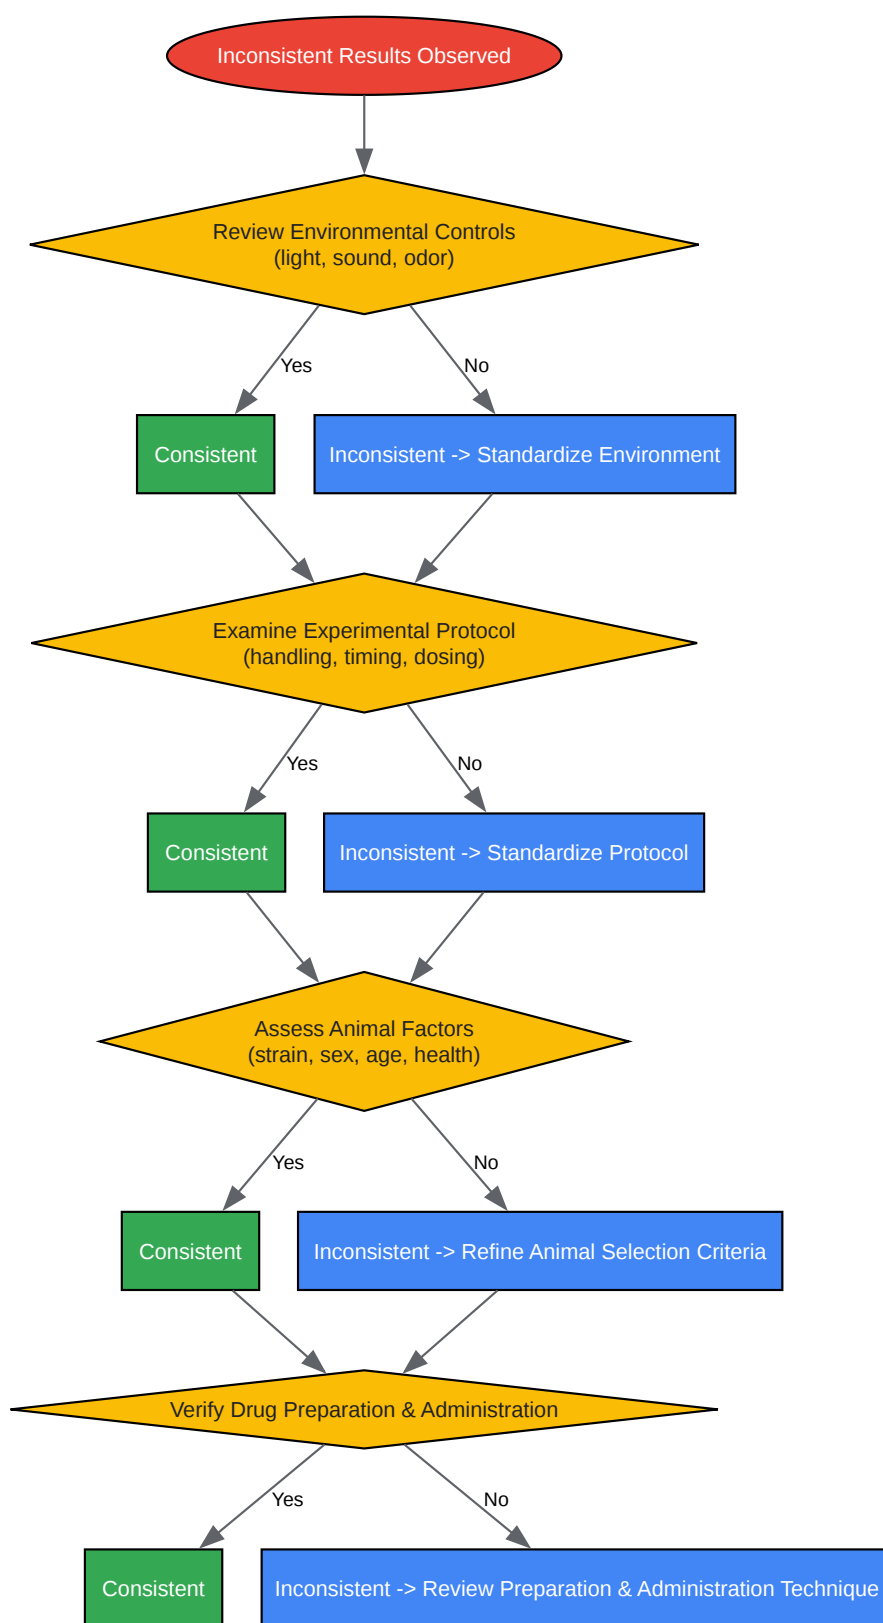 Inconsistent Results Observed
Review Environmental Controls
(light, sound, odor)
Yes
No
Consistent
Inconsistent -> Standardize Environment
Examine Experimental Protocol
(handling, timing, dosing)
Yes
No
Consistent
Inconsistent -> Standardize Protocol
Assess Animal Factors
(strain, sex, age, health)
Yes
No
Consistent
Inconsistent -> Refine Animal Selection Criteria
Verify Drug Preparation & Administration
Yes
No
Consistent
Inconsistent -> Review Preparation & Administration Technique